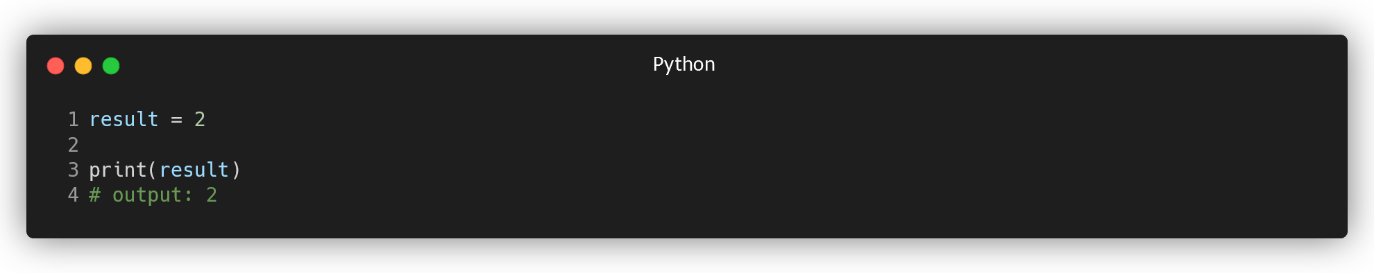 Python
1 result = 2
2
3 print(result)
4 # output: 2